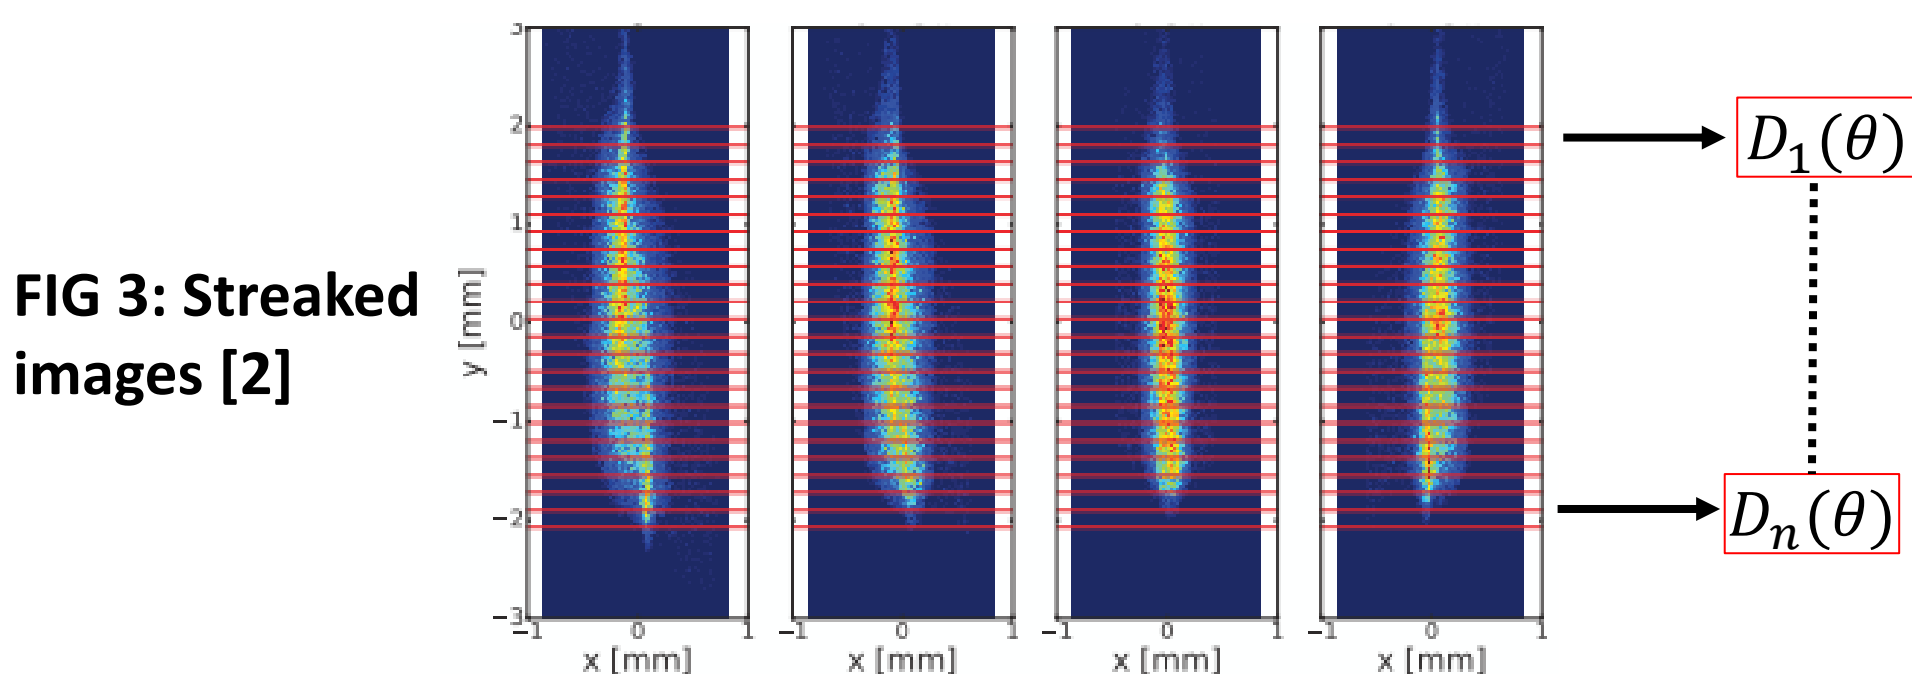 FIG 3: Streaked
images [2]
y [mm]
3
2
1
0
−1
−2
−3
−1 0 1
x [mm]
−1 0 1
x [mm]
−1 0 1
x [mm]
−1 0 1
x [mm]
D₁(θ)
Dₙ(θ)